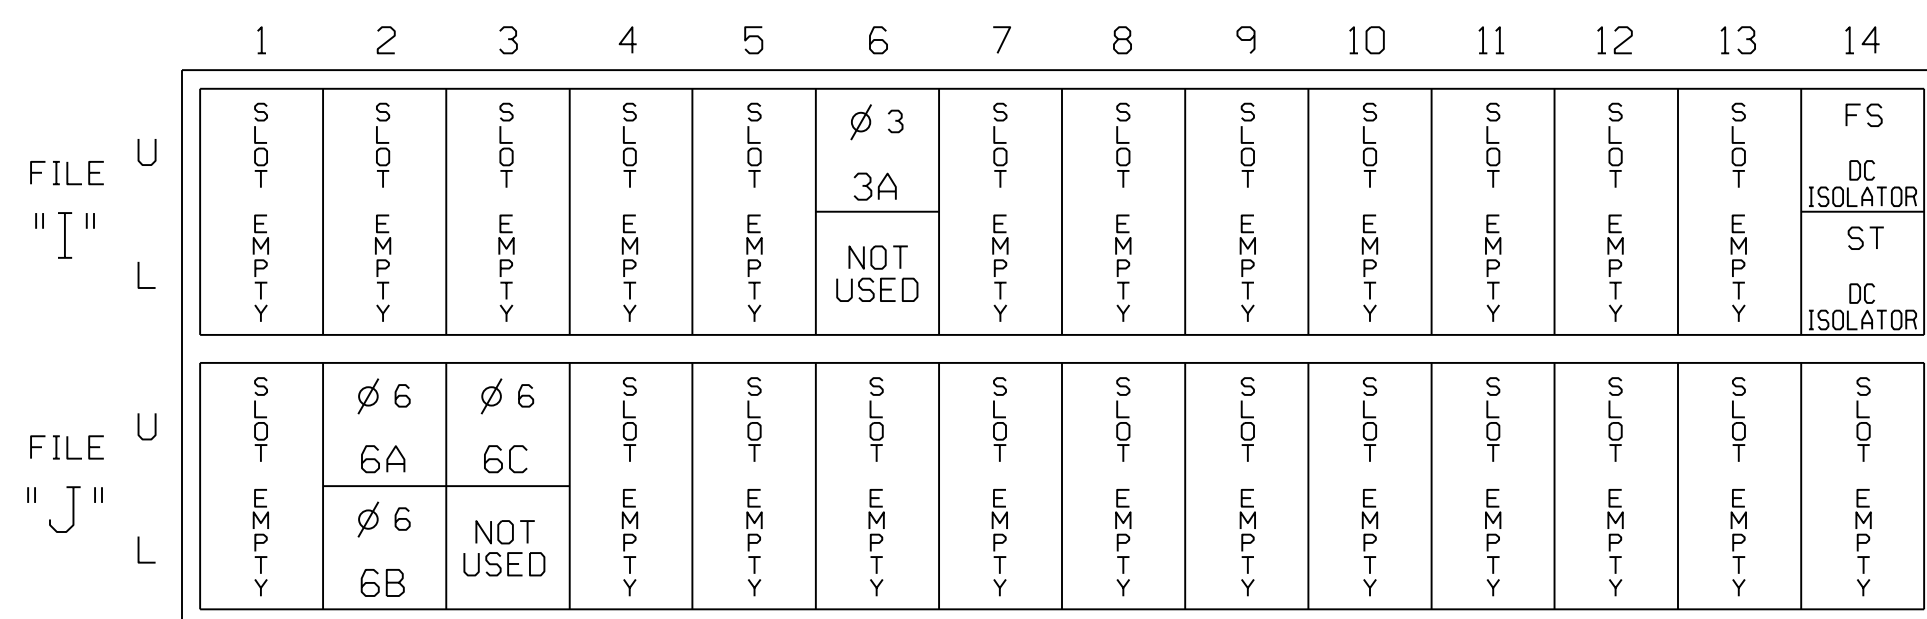 1 2 3 4 5 6 7 8 9 10 11 12 13 14
FILE
"I"
U
L
SLOT EMPTY
SLOT EMPTY
SLOT EMPTY
SLOT EMPTY
SLOT EMPTY
Ø 3
3A
NOT
USED
SLOT EMPTY
SLOT EMPTY
SLOT EMPTY
SLOT EMPTY
SLOT EMPTY
SLOT EMPTY
SLOT EMPTY
FS
DC
ISOLATOR
ST
DC
ISOLATOR
FILE
"J"
U
L
SLOT EMPTY
Ø 6
6A
Ø 6
6B
Ø 6
6C
NOT
USED
SLOT EMPTY
SLOT EMPTY
SLOT EMPTY
SLOT EMPTY
SLOT EMPTY
SLOT EMPTY
SLOT EMPTY
SLOT EMPTY
SLOT EMPTY
SLOT EMPTY
SLOT EMPTY